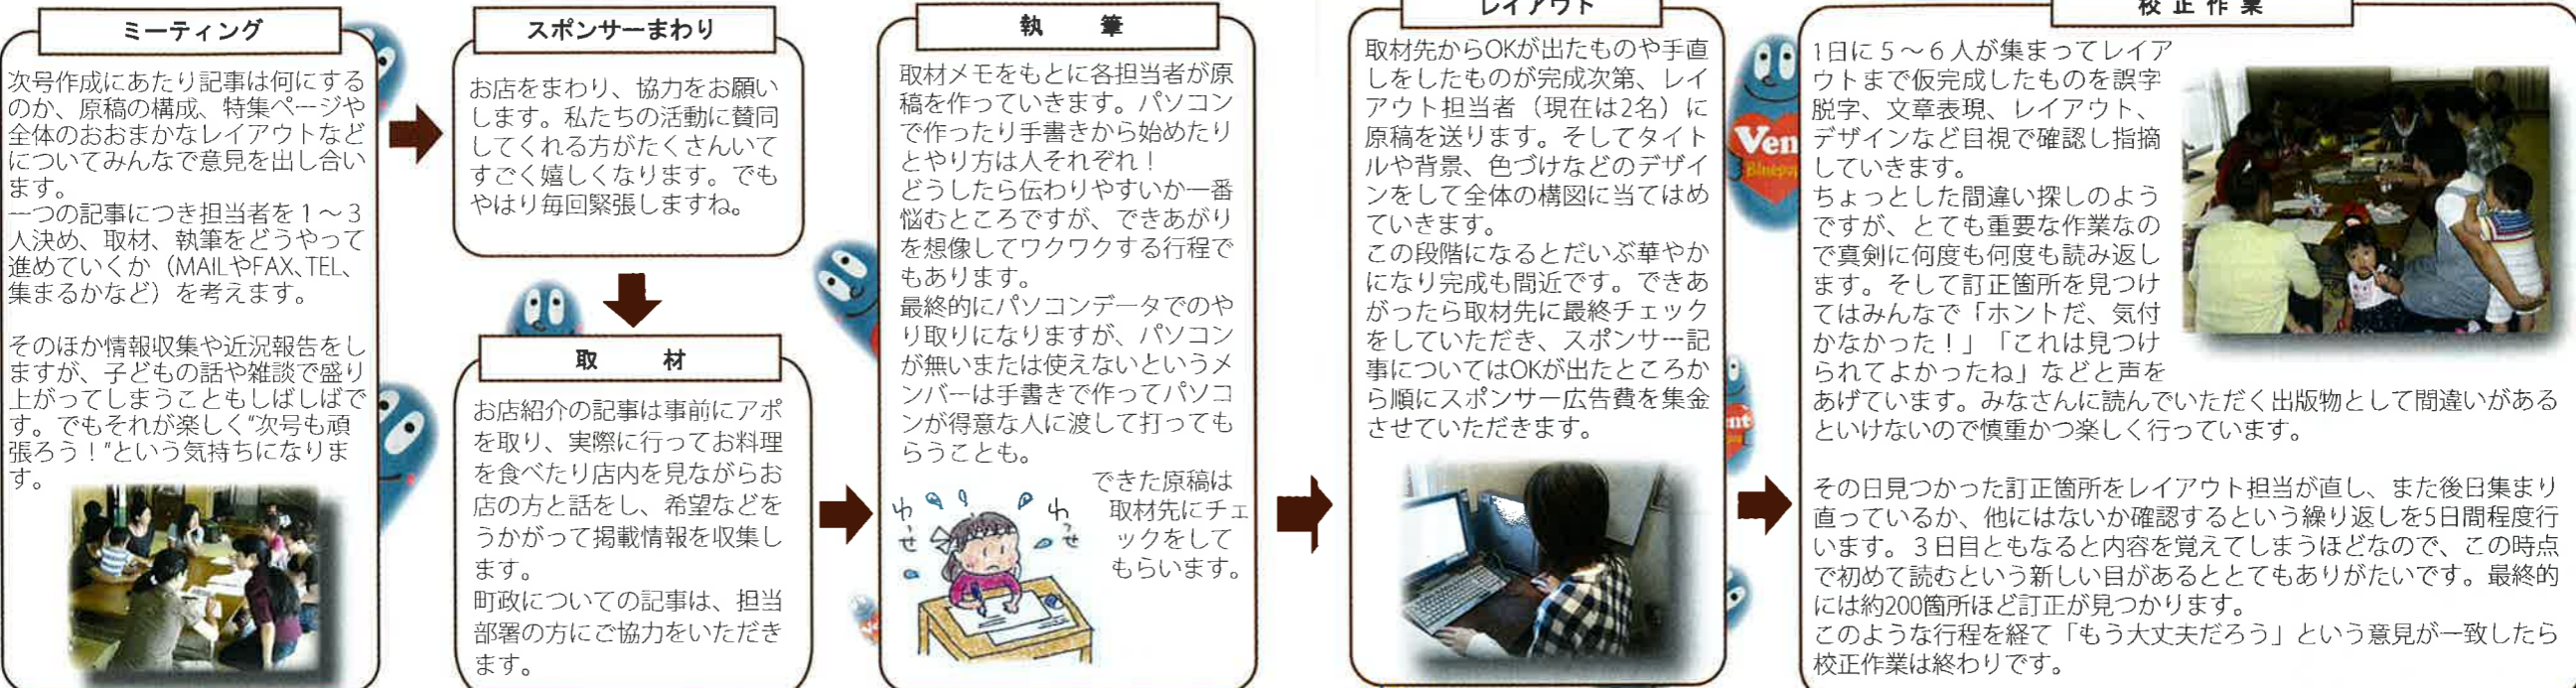 ミーティング
次号作成にあたり記事は何にする
のか、原稿の構成、特集ページや
全体のおおまかなレイアウトなど
についてみんなで意見を出し合い
ます。
一つの記事につき担当者を１～３
人決め、取材、執筆をどうやって
進めていくか（MAILやFAX、TEL、
集まるかなど）を考えます。
そのほか情報収集や近況報告をし
ますが、子どもの話や雑談で盛り
上がってしまうこともしばしばで
す。でもそれが楽しく“次号も頑
張ろう！”という気持ちになりま
す。
スポンサーまわり
お店をまわり、協力をお願い
します。私たちの活動に賛同
してくれる方がたくさんいて
すごく嬉しくなります。でも
やはり毎回緊張しますね。
取　材
お店紹介の記事は事前にアポ
を取り、実際に行ってお料理
を食べたり店内を見ながらお
店の方と話をし、希望などを
うかがって掲載情報を収集し
ます。
町政についての記事は、担当
部署の方にご協力をいただき
ます。
執　筆
取材メモをもとに各担当者が原
稿を作っていきます。パソコン
で作ったり手書きから始めたり
とやり方は人それぞれ！
どうしたら伝わりやすいか一番
悩むところですが、できあがり
を想像してワクワクする行程で
もあります。
最終的にパソコンデータでのや
り取りになりますが、パソコン
が無いまたは使えないというメ
ンバーは手書きで作ってパソコ
ンが得意な人に渡して打っても
らうことも。
できた原稿は
取材先にチェ
ックをして
もらいます。
わっせ
わっせ
レイアウト
取材先からOKが出たものや手直
しをしたものが完成次第、レイ
アウト担当者（現在は2名）に
原稿を送ります。そしてタイト
ルや背景、色づけなどのデザイ
ンをして全体の構図に当てはめ
ていきます。
この段階になるとだいぶ華やか
になり完成も間近です。できあ
がったら取材先に最終チェック
をしていただき、スポンサー記
事についてはOKが出たところか
ら順にスポンサー広告費を集金
させていただきます。
Ven
校正作業
1日に５～６人が集まってレイア
ウトまで仮完成したものを誤字
脱字、文章表現、レイアウト、
デザインなど目視で確認し指摘
していきます。
ちょっとした間違い探しのよう
ですが、とても重要な作業なの
で真剣に何度も何度も読み返し
ます。そして訂正箇所を見つけ
てはみんなで「ホントだ、気付
かなかった！」「これは見つけ
られてよかったね」などと声を
あげています。みなさんに読んでいただく出版物として間違いがある
といけないので慎重かつ楽しく行っています。
その日見つかった訂正箇所をレイアウト担当が直し、また後日集まり
直っているか、他にはないか確認するという繰り返しを5日間程度行
います。３日目ともなると内容を覚えてしまうほどなので、この時点
で初めて読むという新しい目があるととてもありがたいです。最終的
には約200箇所ほど訂正が見つかります。
このような行程を経て「もう大丈夫だろう」という意見が一致したら
校正作業は終わりです。